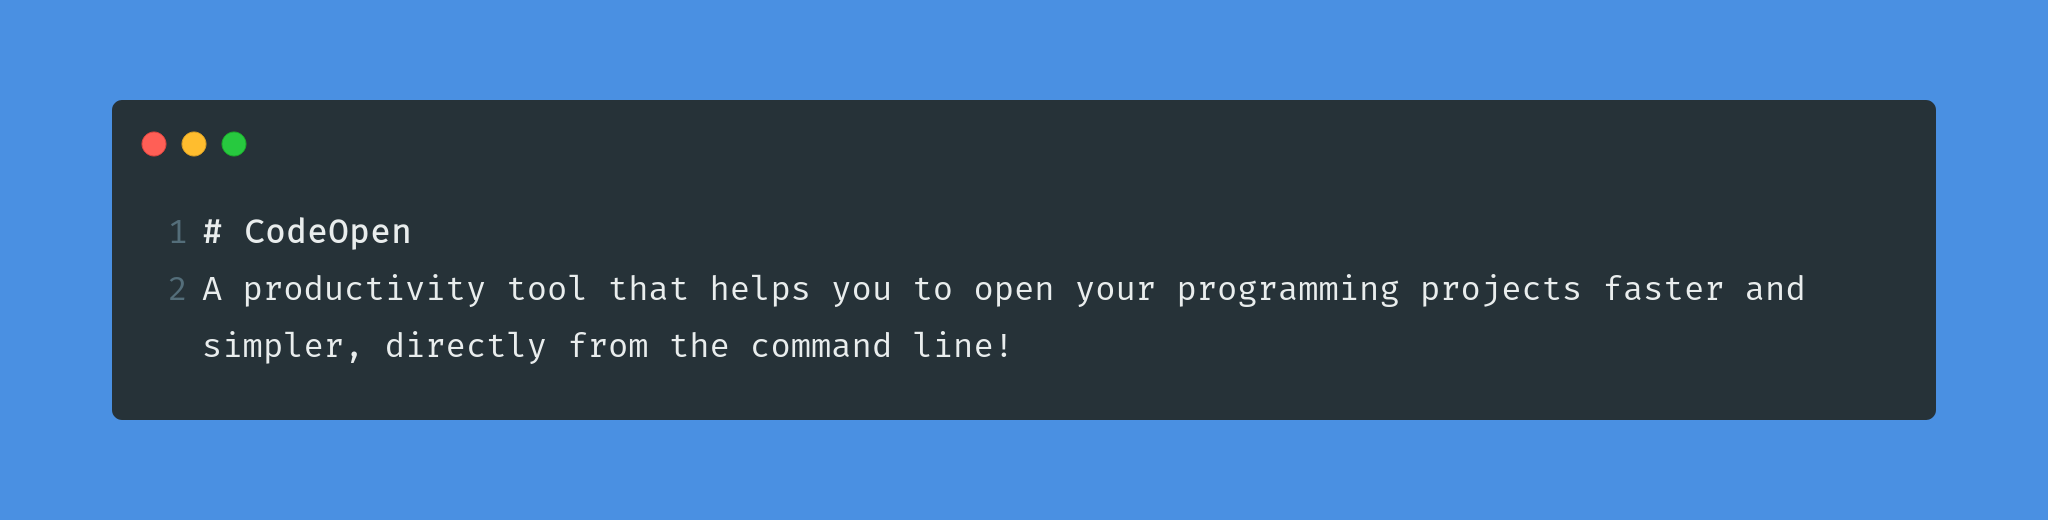 1 # CodeOpen
2 A productivity tool that helps you to open your programming projects faster and
simpler, directly from the command line!